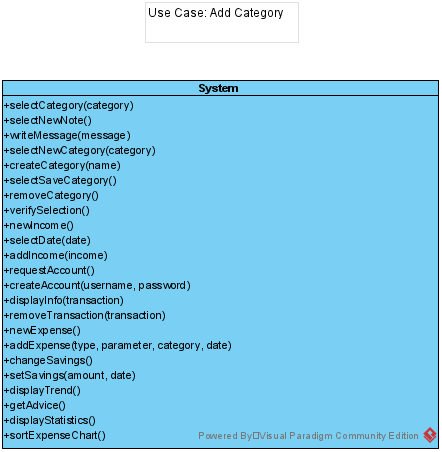 Use Case: Add Category
System
+selectCategory(category)
+selectNewNote()
+writeMessage(message)
+selectNewCategory(category)
+createCategory(name)
+selectSaveCategory()
+removeCategory()
+verifySelection()
+newIncome()
+selectDate(date)
+addIncome(income)
+requestAccount()
+createAccount(username, password)
+displayInfo(transaction)
+removeTransaction(transaction)
+newExpense()
+addExpense(type, parameter, category, date)
+changeSavings()
+setSavings(amount, date)
+displayTrend()
+getAdvice()
+displayStatistics()
+sortExpenseChart()
Powered By□Visual Paradigm Community Edition